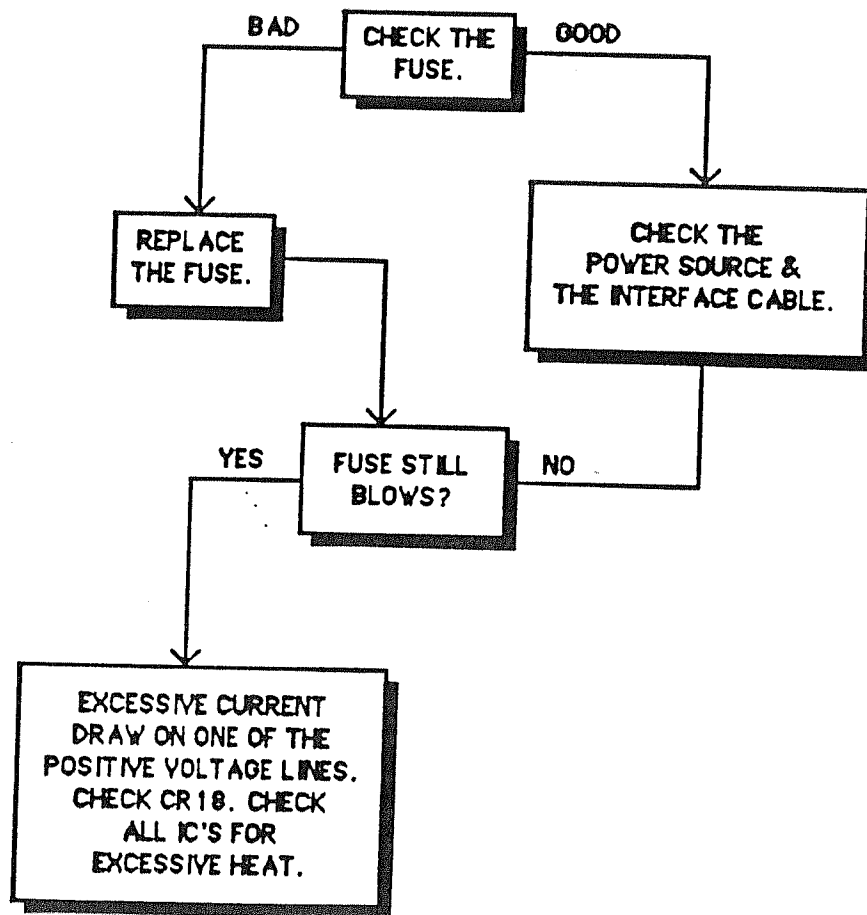 BAD
CHECK THE
FUSE.
GOOD
REPLACE
THE FUSE.
CHECK THE
POWER SOURCE &
THE INTERFACE CABLE.
YES
FUSE STILL
BLOWS?
NO
EXCESSIVE CURRENT
DRAW ON ONE OF THE
POSITIVE VOLTAGE LINES.
CHECK CR18. CHECK
ALL IC'S FOR
EXCESSIVE HEAT.